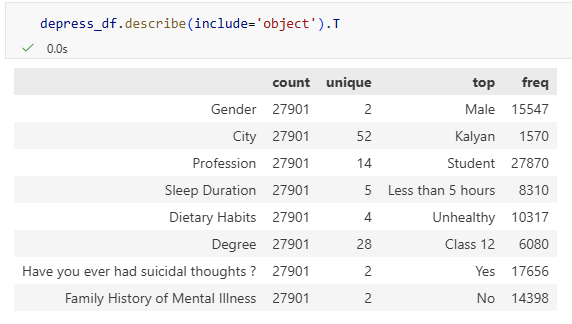 depress_df.describe(include='object').T
0.0s
count unique top freq
Gender 27901 2 Male 15547
City 27901 52 Kalyan 1570
Profession 27901 14 Student 27870
Sleep Duration 27901 5 Less than 5 hours 8310
Dietary Habits 27901 4 Unhealthy 10317
Degree 27901 28 Class 12 6080
Have you ever had suicidal thoughts ? 27901 2 Yes 17656
Family History of Mental Illness 27901 2 No 14398